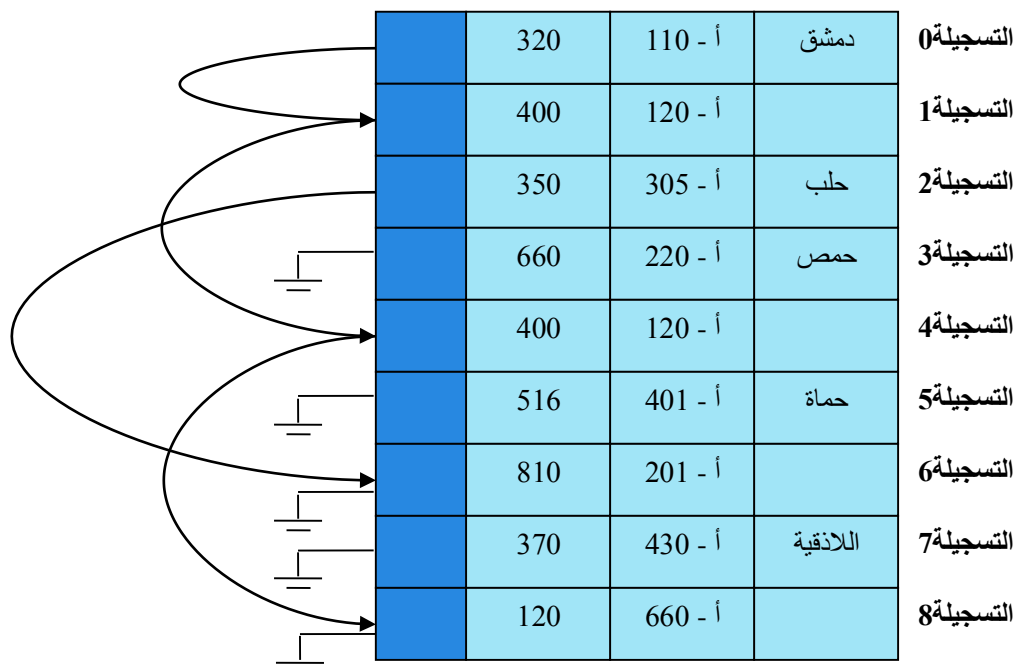 التسجيلة0 دمشق أ - 110 320
التسجيلة1 أ - 120 400
التسجيلة2 حلب أ - 305 350
التسجيلة3 حمص أ - 220 660
التسجيلة4 أ - 120 400
التسجيلة5 حماة أ - 401 516
التسجيلة6 أ - 201 810
التسجيلة7 اللاذقية أ - 430 370
التسجيلة8 أ - 660 120